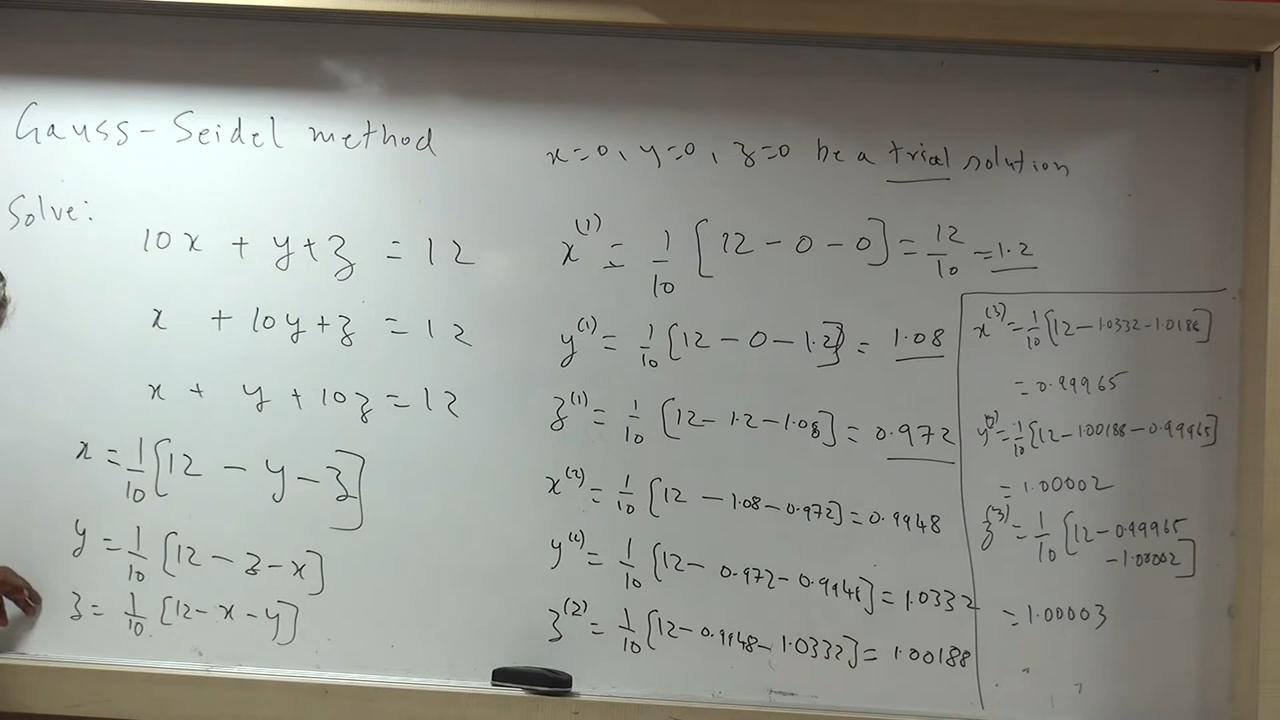 Gauss-Seidel method
Solve:
10x + y + z = 12
x + 10y + z = 12
x + y + 10z = 12
x = 1/10 [12 - y - z]
y = 1/10 [12 - z - x]
z = 1/10 [12 - x - y]
x=0, y=0, z=0 be a trial solution
x^(1) = 1/10 [12 - 0 - 0] = 12/10 = 1.2
y^(1) = 1/10 [12 - 0 - 1.2] = 1.08
z^(1) = 1/10 [12 - 1.2 - 1.08] = 0.972
x^(2) = 1/10 [12 - 1.08 - 0.972] = 0.9948
y^(2) = 1/10 [12 - 0.972 - 0.9948] = 1.0332
z^(2) = 1/10 [12 - 0.9948 - 1.0332] = 1.00188
x^(3) = 1/10 [12 - 1.0332 - 1.0188]
= 0.99965
y^(3) = 1/10 [12 - 1.00188 - 0.99965]
= 1.00002
z^(3) = 1/10 [12 - 0.99965
- 1.00002]
= 1.00003